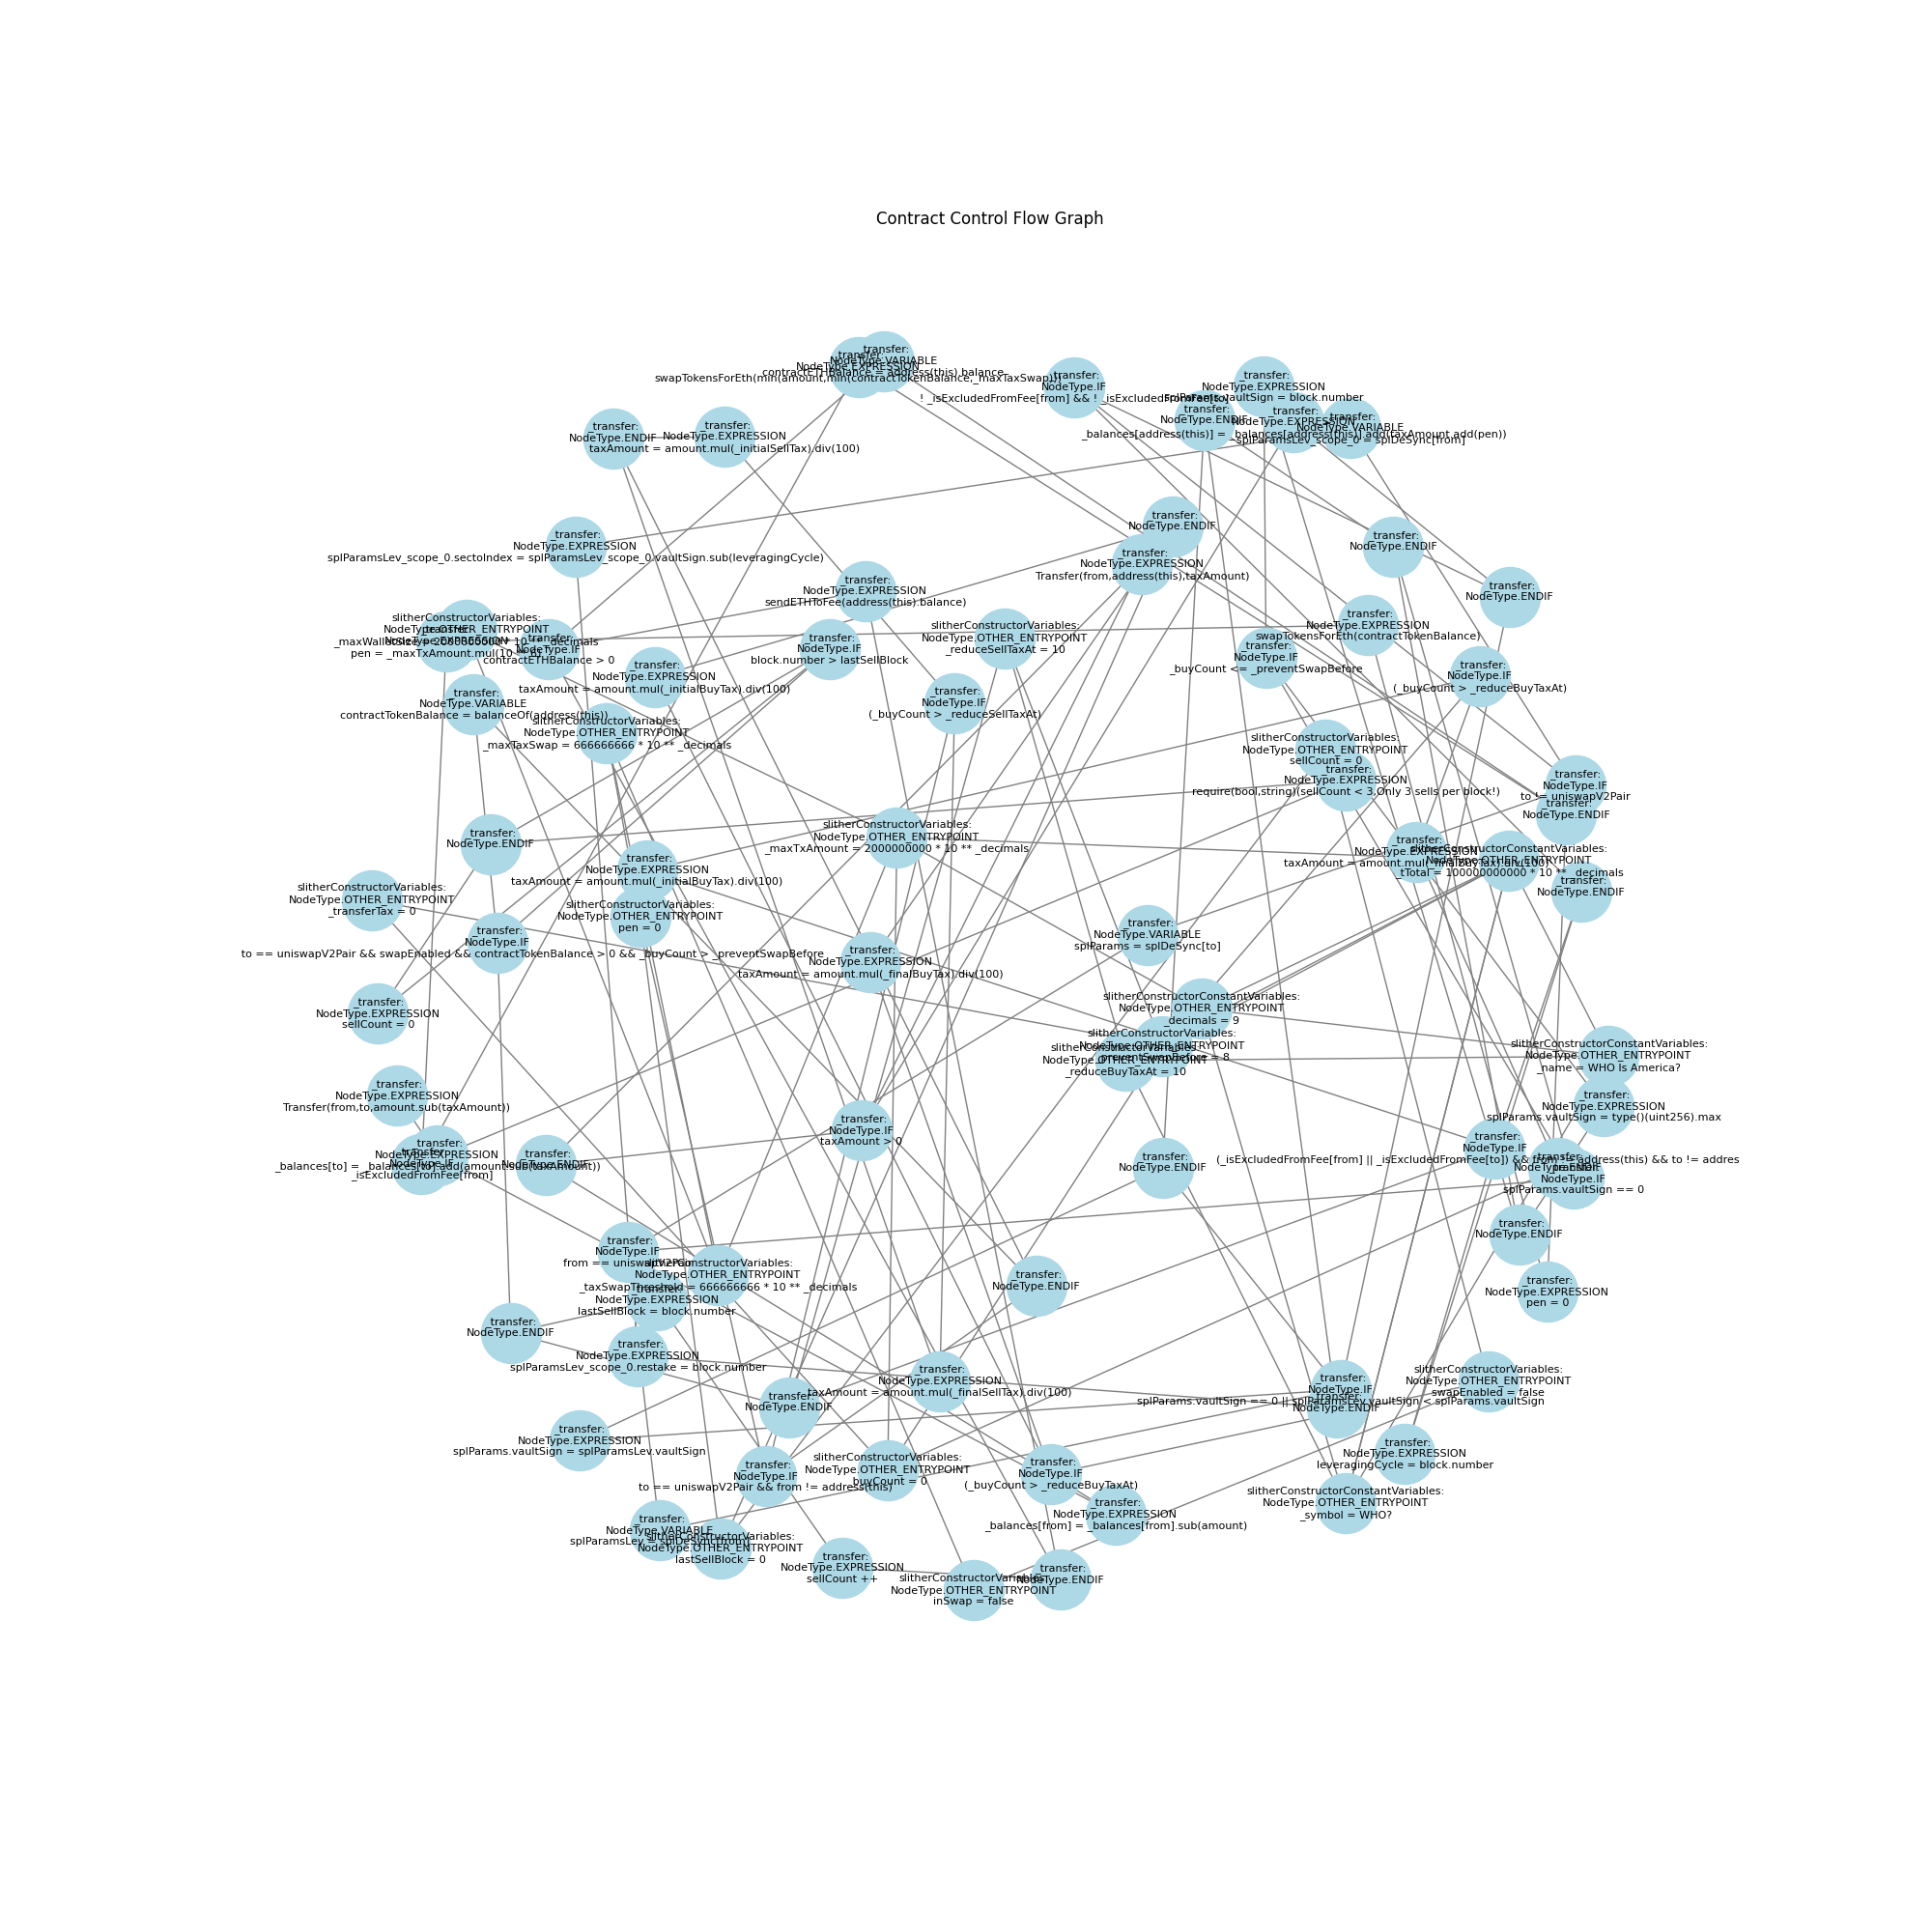 Contract Control Flow Graph
_transfer:
NodeType.VARIABLE
contractETHBalance = address(this).balance
_transfer:
NodeType.EXPRESSION
swapTokensForEth(min(amount,min(contractTokenBalance,_maxTaxSwap)))
_transfer:
NodeType.IF
! _isExcludedFromFee[from] && ! _isExcludedFromFee[to]
_transfer:
NodeType.EXPRESSION
splParams.vaultSign = block.number
_transfer:
NodeType.ENDIF
_transfer:
NodeType.EXPRESSION
_balances[address(this)] = _balances[address(this)].add(taxAmount.add(pen))
_transfer:
NodeType.VARIABLE
splParamsLev_scope_0 = splDeSync[from]
_transfer:
NodeType.ENDIF
_transfer:
NodeType.EXPRESSION
taxAmount = amount.mul(_initialSellTax).div(100)
_transfer:
NodeType.EXPRESSION
splParamsLev_scope_0.sectoIndex = splParamsLev_scope_0.vaultSign.sub(leveragingCycle)
_transfer:
NodeType.ENDIF
_transfer:
NodeType.EXPRESSION
Transfer(from,address(this),taxAmount)
_transfer:
NodeType.ENDIF
_transfer:
NodeType.ENDIF
_transfer:
NodeType.EXPRESSION
sendETHToFee(address(this).balance)
slitherConstructorVariables:
NodeType.OTHER_ENTRYPOINT
_maxWalletSize = 2000000000 * 10 ** _decimals
_transfer:
NodeType.EXPRESSION
pen = _maxTxAmount.mul(10 ** 6)
_transfer:
NodeType.IF
contractETHBalance > 0
_transfer:
NodeType.EXPRESSION
taxAmount = amount.mul(_initialBuyTax).div(100)
_transfer:
NodeType.IF
block.number > lastSellBlock
slitherConstructorVariables:
NodeType.OTHER_ENTRYPOINT
_reduceSellTaxAt = 10
_transfer:
NodeType.EXPRESSION
swapTokensForEth(contractTokenBalance)
_transfer:
NodeType.IF
_buyCount <= _preventSwapBefore
_transfer:
NodeType.IF
(_buyCount > _reduceBuyTaxAt)
_transfer:
NodeType.VARIABLE
contractTokenBalance = balanceOf(address(this))
_transfer:
NodeType.IF
(_buyCount > _reduceSellTaxAt)
slitherConstructorVariables:
NodeType.OTHER_ENTRYPOINT
_maxTaxSwap = 666666666 * 10 ** _decimals
slitherConstructorVariables:
NodeType.OTHER_ENTRYPOINT
sellCount = 0
_transfer:
NodeType.EXPRESSION
require(bool,string)(sellCount < 3,Only 3 sells per block!)
_transfer:
NodeType.IF
to != uniswapV2Pair
_transfer:
NodeType.ENDIF
_transfer:
NodeType.ENDIF
slitherConstructorVariables:
NodeType.OTHER_ENTRYPOINT
_maxTxAmount = 2000000000 * 10 ** _decimals
_transfer:
NodeType.EXPRESSION
taxAmount = amount.mul(_finalBuyTax).div(100)
slitherConstructorConstantVariables:
NodeType.OTHER_ENTRYPOINT
_tTotal = 100000000000 * 10 ** _decimals
_transfer:
NodeType.ENDIF
_transfer:
NodeType.EXPRESSION
taxAmount = amount.mul(_initialBuyTax).div(100)
slitherConstructorVariables:
NodeType.OTHER_ENTRYPOINT
_transferTax = 0
slitherConstructorVariables:
NodeType.OTHER_ENTRYPOINT
pen = 0
_transfer:
NodeType.VARIABLE
splParams = splDeSync[to]
_transfer:
NodeType.IF
to == uniswapV2Pair && swapEnabled && contractTokenBalance > 0 && _buyCount > _preventSwapBefore
_transfer:
NodeType.EXPRESSION
taxAmount = amount.mul(_finalBuyTax).div(100)
_transfer:
NodeType.EXPRESSION
sellCount = 0
slitherConstructorConstantVariables:
NodeType.OTHER_ENTRYPOINT
_decimals = 9
slitherConstructorVariables:
NodeType.OTHER_ENTRYPOINT
_preventSwapBefore = 8
slitherConstructorVariables:
NodeType.OTHER_ENTRYPOINT
_reduceBuyTaxAt = 10
slitherConstructorConstantVariables:
NodeType.OTHER_ENTRYPOINT
_name = WHO Is America?
_transfer:
NodeType.EXPRESSION
splParams.vaultSign = type()(uint256).max
_transfer:
NodeType.EXPRESSION
Transfer(from,to,amount.sub(taxAmount))
_transfer:
NodeType.IF
taxAmount > 0
_transfer:
NodeType.EXPRESSION
_balances[to] = _balances[to].add(amount.sub(taxAmount))
_transfer:
NodeType.IF
_isExcludedFromFee[from]
_transfer:
NodeType.ENDIF
_transfer:
NodeType.ENDIF
_transfer:
NodeType.IF
(_isExcludedFromFee[from] || _isExcludedFromFee[to]) && from != address(this) && to != addres
_transfer:
NodeType.ENDIF
_transfer:
NodeType.IF
splParams.vaultSign == 0
_transfer:
NodeType.ENDIF
_transfer:
NodeType.IF
from == uniswapV2Pair
slitherConstructorVariables:
NodeType.OTHER_ENTRYPOINT
_taxSwapThreshold = 666666666 * 10 ** _decimals
_transfer:
NodeType.EXPRESSION
lastSellBlock = block.number
_transfer:
NodeType.ENDIF
_transfer:
NodeType.EXPRESSION
pen = 0
_transfer:
NodeType.ENDIF
_transfer:
NodeType.EXPRESSION
splParamsLev_scope_0.restake = block.number
_transfer:
NodeType.EXPRESSION
taxAmount = amount.mul(_finalSellTax).div(100)
_transfer:
NodeType.ENDIF
_transfer:
NodeType.IF
splParams.vaultSign == 0 || splParamsLev.vaultSign < splParams.vaultSign
_transfer:
NodeType.ENDIF
slitherConstructorVariables:
NodeType.OTHER_ENTRYPOINT
swapEnabled = false
_transfer:
NodeType.EXPRESSION
splParams.vaultSign = splParamsLev.vaultSign
_transfer:
NodeType.EXPRESSION
leveragingCycle = block.number
_transfer:
NodeType.IF
to == uniswapV2Pair && from != address(this)
slitherConstructorVariables:
NodeType.OTHER_ENTRYPOINT
_buyCount = 0
_transfer:
NodeType.IF
(_buyCount > _reduceBuyTaxAt)
_transfer:
NodeType.EXPRESSION
_balances[from] = _balances[from].sub(amount)
slitherConstructorConstantVariables:
NodeType.OTHER_ENTRYPOINT
_symbol = WHO?
_transfer:
NodeType.VARIABLE
splParamsLev = splDeSync[from]
slitherConstructorVariables:
NodeType.OTHER_ENTRYPOINT
lastSellBlock = 0
_transfer:
NodeType.EXPRESSION
sellCount ++
slitherConstructorVariables:
NodeType.OTHER_ENTRYPOINT
inSwap = false
_transfer:
NodeType.ENDIF